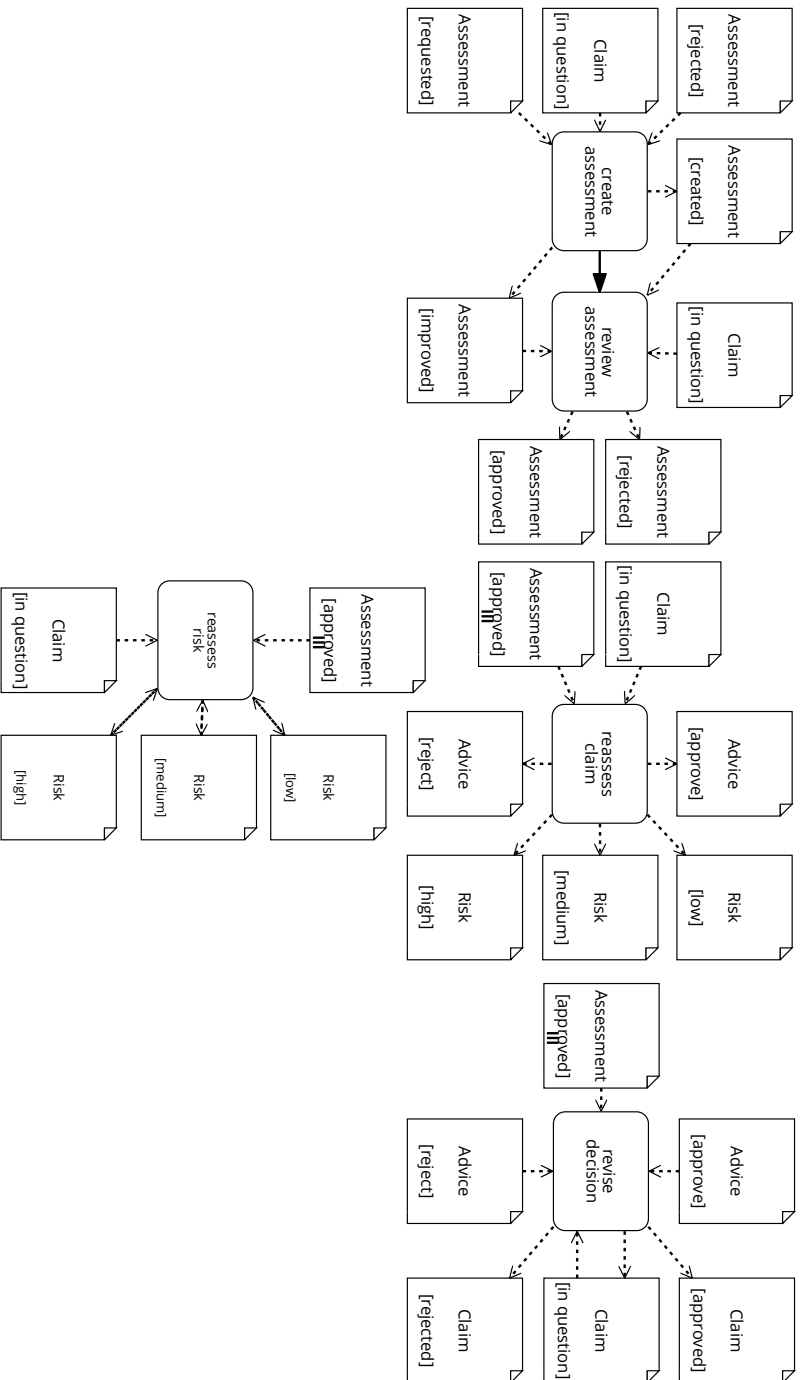 Assessment
[rejected]
Claim
[in question]
Assessment
[requested]
create
assessment
Assessment
[created]
Assessment
[improved]
review
assessment
Claim
[in question]
Assessment
[rejected]
Assessment
[approved]
Claim
[in question]
Assessment
[approved]
reassess
claim
Advice
[approve]
Advice
[reject]
Risk
[low]
Risk
[medium]
Risk
[high]
Assessment
[approved]
revise
decision
Advice
[approve]
Advice
[reject]
Claim
[approved]
Claim
[in question]
Claim
[rejected]
Assessment
[approved]
reassess
risk
Claim
[in question]
Risk
[low]
Risk
[medium]
Risk
[high]